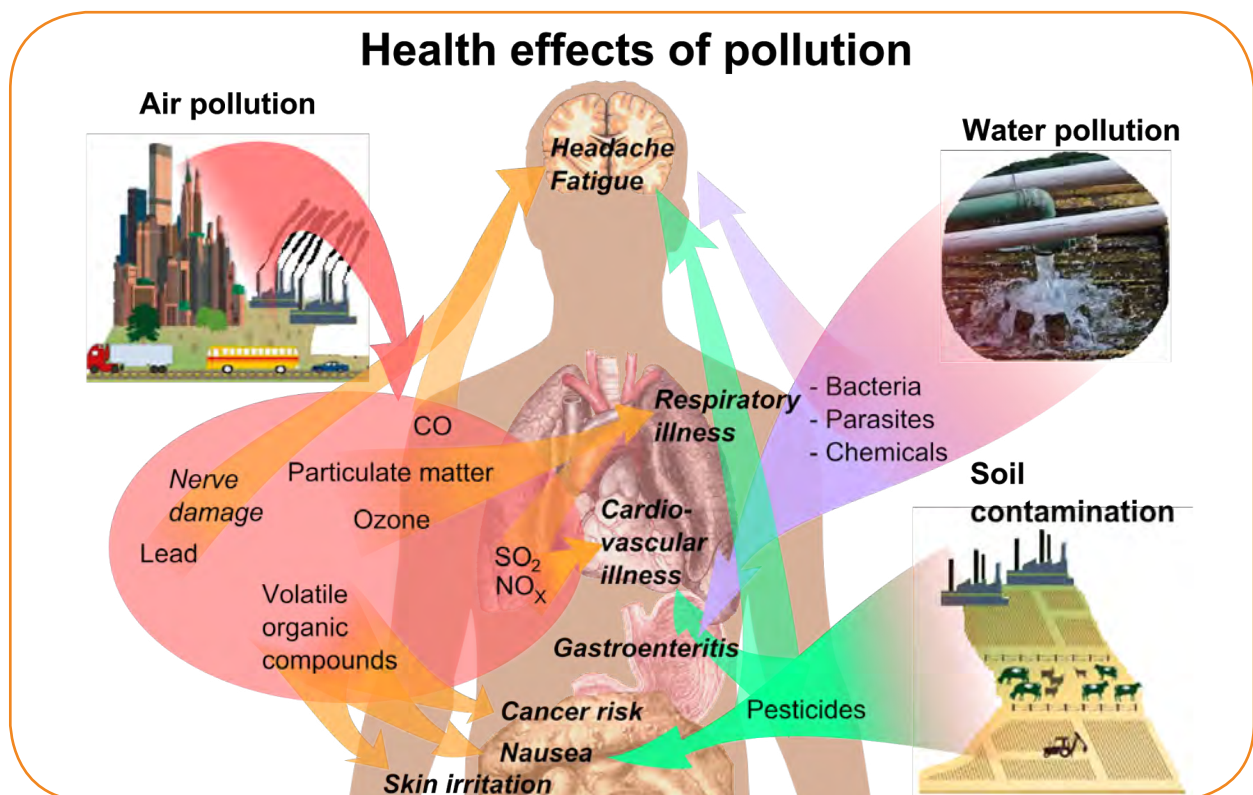 Health effects of pollution
Air pollution
Water pollution
Headache
Fatigue
- Bacteria
- Parasites
- Chemicals
Respiratory
illness
CO
Particulate matter
Nerve
damage
Ozone
Lead
Cardio-
vascular
illness
SO2
NOX
Soil
contamination
Volatile
organic
compounds
Gastroenteritis
Cancer risk
Pesticides
Nausea
Skin irritation